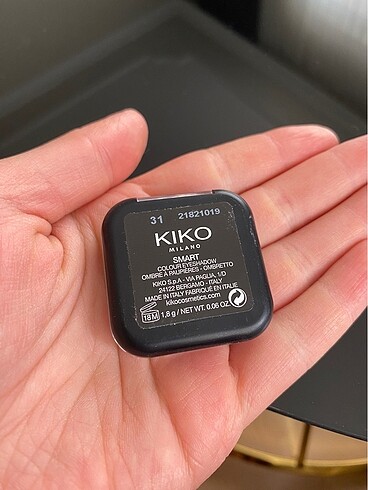 31 21821019
KIKO
MILANO
SMART
COLOUR EYESHADOW
OMBRE À PAUPIÈRES - OMBRETTO
KIKO S.p.A - VIA PAGLIA, 1/D
24122 BERGAMO - ITALY
MADE IN ITALY FABRIQUÉ EN ITALIE
kikocosmetics.com
18M 1,8 g / NET WT. 0.06 OZ.